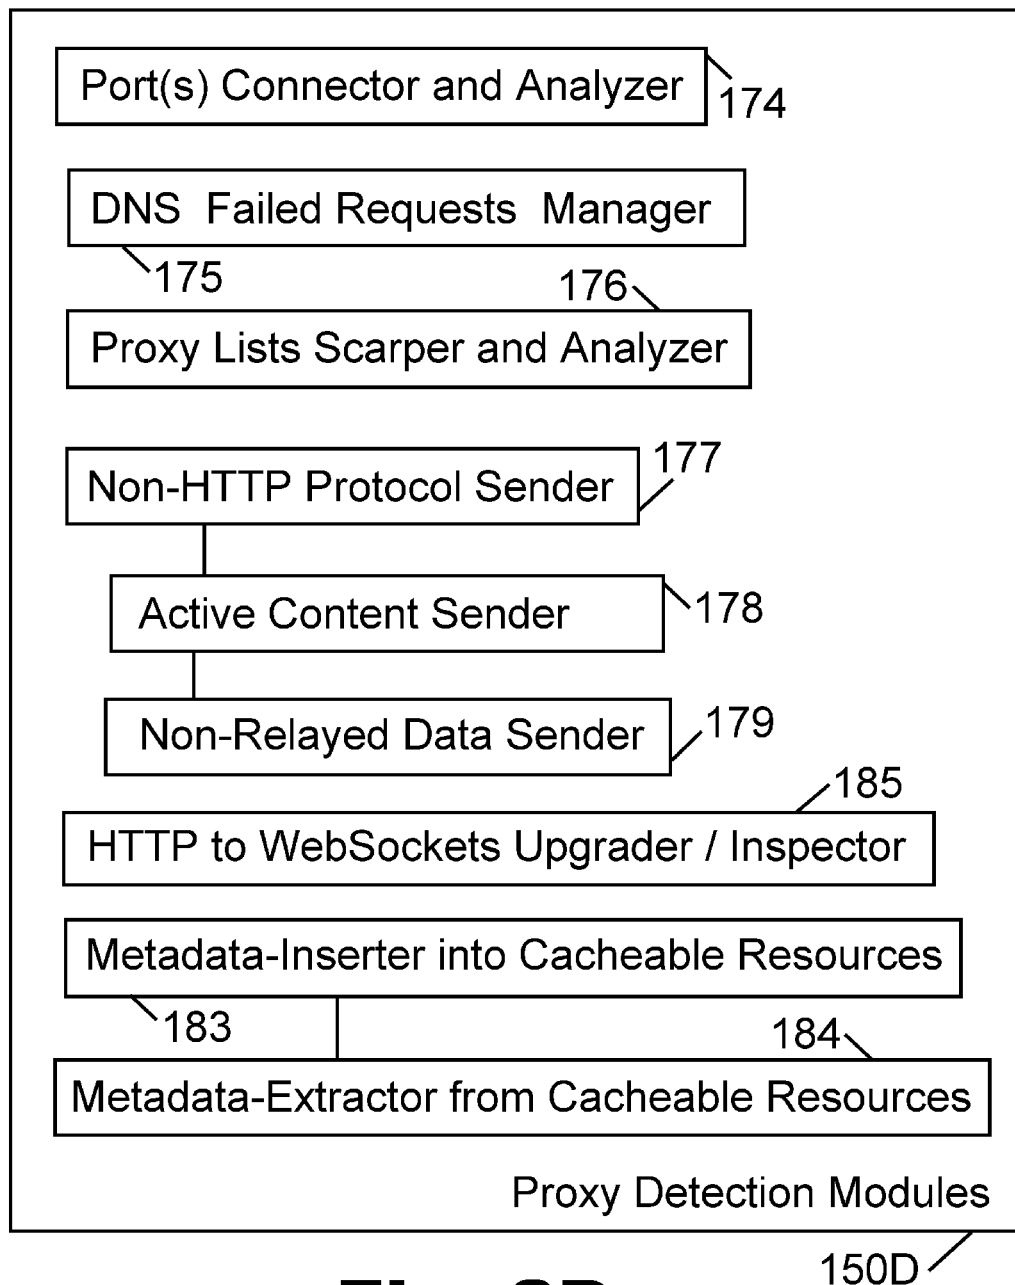 Port(s) Connector and Analyzer
174
DNS Failed Requests Manager
175
176
Proxy Lists Scarper and Analyzer
177
Non-HTTP Protocol Sender
Active Content Sender
178
Non-Relayed Data Sender
179
185
HTTP to WebSockets Upgrader / Inspector
Metadata-Inserter into Cacheable Resources
183
184
Metadata-Extractor from Cacheable Resources
Proxy Detection Modules
150D